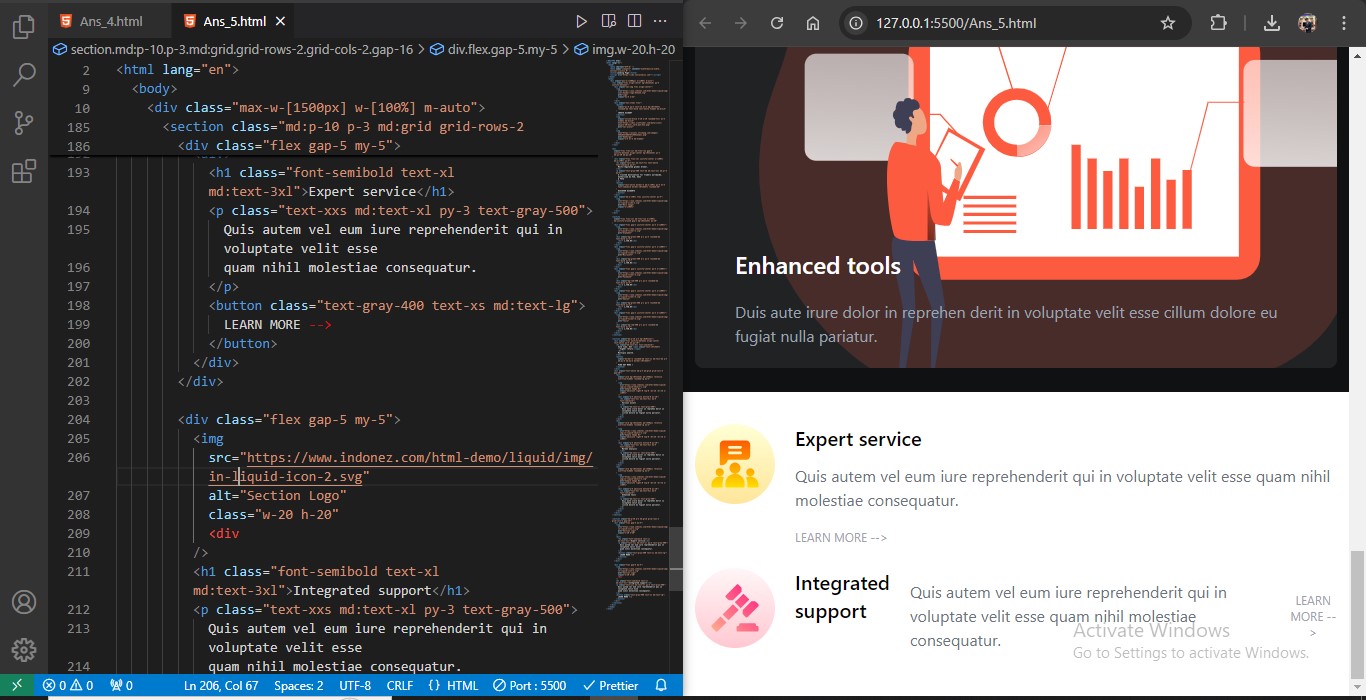 Ans_4.html
Ans_5.html
127.0.0.1:5500/Ans_5.html
section.md:p-10.p-3.md:grid.grid-rows-2.grid-cols-2.gap-16 > div.flex.gap-5.my-5 > img.w-20.h-20
2 <html lang="en">
9 <body>
10 <div class="max-w-[1500px] w-[100%] m-auto">
185 <section class="md:p-10 p-3 md:grid grid-rows-2
186 <div class="flex gap-5 my-5">
193 <h1 class="font-semibold text-xl
md:text-3xl">Expert service</h1>
194 <p class="text-xxs md:text-xl py-3 text-gray-500">
195 Quis autem vel eum iure reprehenderit qui in
voluptate velit esse
196 quam nihil molestiae consequatur.
197 </p>
198 <button class="text-gray-400 text-xs md:text-lg">
199 LEARN MORE -->
200 </button>
201 </div>
202 </div>
203
204 <div class="flex gap-5 my-5">
205 <img
206 src="https://www.indonez.com/html-demo/liquid/img/
in-liquid-icon-2.svg"
207 alt="Section Logo"
208 class="w-20 h-20"
209 <div
210 />
211 <h1 class="font-semibold text-xl
md:text-3xl">Integrated support</h1>
212 <p class="text-xxs md:text-xl py-3 text-gray-500">
213 Quis autem vel eum iure reprehenderit qui in
voluptate velit esse
214 quam nihil molestiae consequatur.
0 0 0
Ln 206, Col 67 Spaces: 2 UTF-8 CRLF {} HTML Port : 5500 Prettier
Enhanced tools
Duis aute irure dolor in reprehen derit in voluptate velit esse cillum dolore eu
fugiat nulla pariatur.
Expert service
Quis autem vel eum iure reprehenderit qui in voluptate velit esse quam nihil
molestiae consequatur.
LEARN MORE -->
Integrated
support
Quis autem vel eum iure reprehenderit qui in
voluptate velit esse quam nihil molestiae
consequatur.
LEARN
MORE --
>
Activate Windows
Go to Settings to activate Windows.